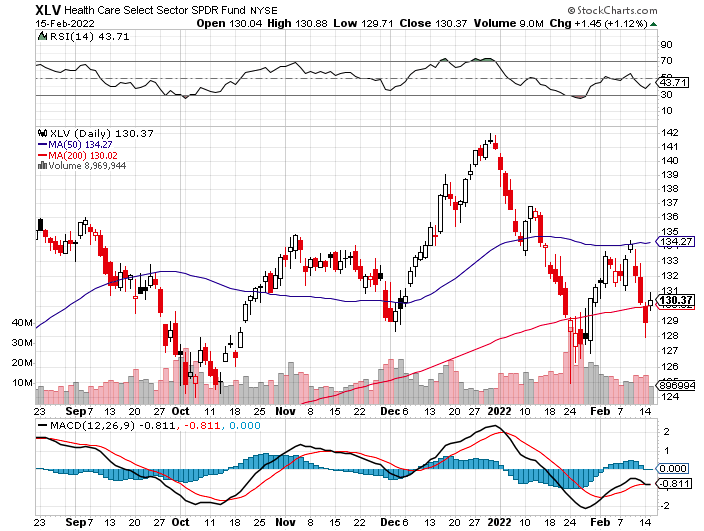 XLV Health Care Select Sector SPDR Fund NYSE
© StockCharts.com
15-Feb-2022
Open 130.04 High 130.88 Low 129.71 Close 130.37 Volume 9.0M Chg +1.45 (+1.12%)
RSI(14) 43.71
90
70
50
43.71
30
10
XLV (Daily) 130.37
MA(50) 134.27
MA(200) 130.02
Volume 8,969,944
142
141
140
139
138
137
136
135
134.27
133
132
131
130.37
129
128
127
126
125
124
40M
30M
20M
10M
23 Sep 7 13 20 27 Oct 11 18 25 Nov 8 15 22 Dec 6 13 20 27 2022 10 18 24 Feb 7 14
MACD(12,26,9) -0.811, -0.811, 0.000
2
1
0.000
-0.811
-2
23 Sep 7 13 20 27 Oct 11 18 25 Nov 8 15 22 Dec 6 13 20 27 2022 10 18 24 Feb 7 14